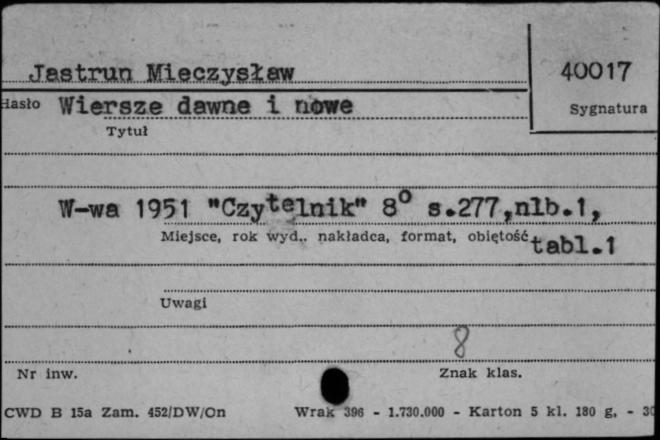 Jastrun Mieczysław
40017
Hasło Wiersze dawne i nowe
Sygnatura
Tytuł
W-wa 1951 "Czytelnik" 8° s.277,nlb.1,
Miejsce, rok wyd., nakładca, format, objętość tabl.1
Uwagi
8
Nr inw. Znak klas.
CWD B 15a Zam. 452/DW/On Wrak 396 - 1.730.000 - Karton 5 kl. 180 g, - 30